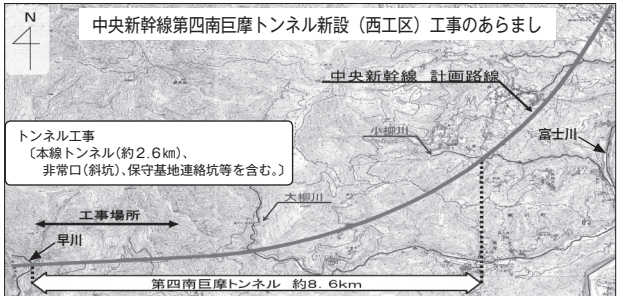 N
中央新幹線第四南巨摩トンネル新設（西工区）工事のあらまし
中央新幹線 計画路線
小柳川
富士川
トンネル工事
〔本線トンネル(約2.6㎞)、
非常口(斜坑)、保守基地連絡坑等を含む。〕
大柳川
工事場所
早川
第四南巨摩トンネル 約8.6km